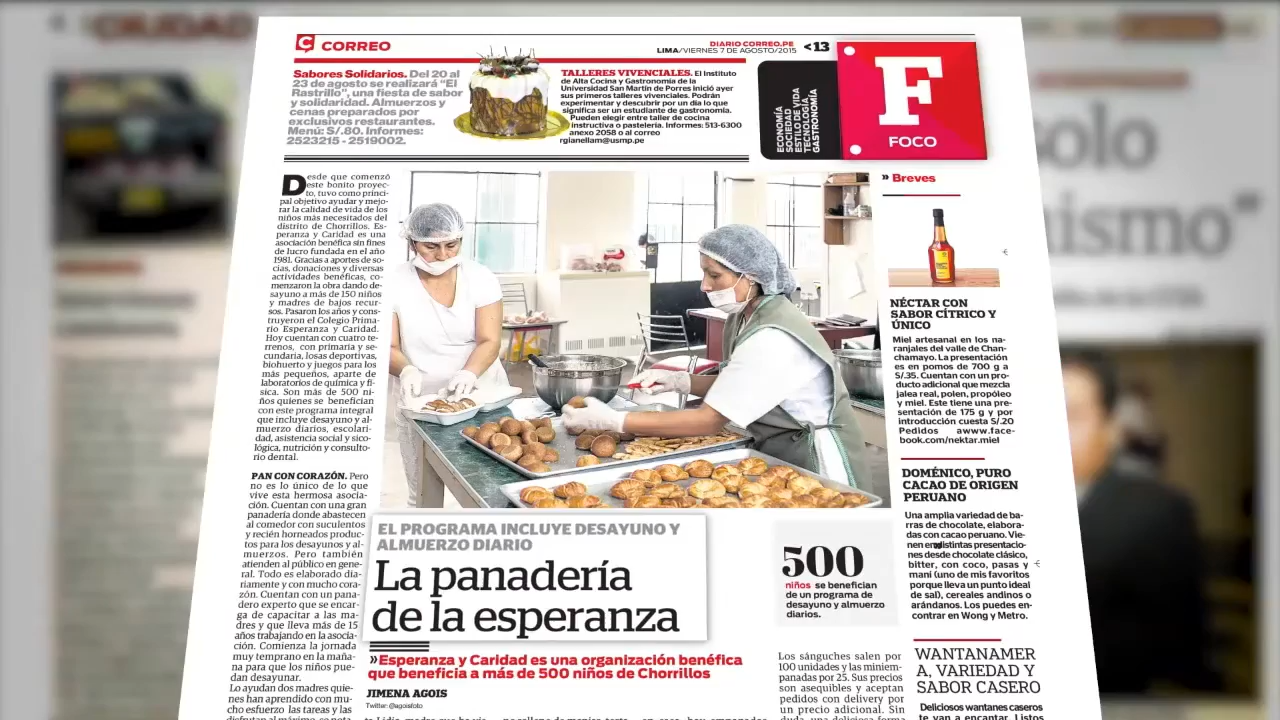 CIUDAD
C CORREO
DIARIO CORREO.PE
LIMA/VIERNES 7 DE AGOSTO/2015
<13
Sabores Solidarios. Del 20 al
23 de agosto se realizará "El
Rastrillo", una fiesta de sabor
y solidaridad. Almuerzos y
cenas preparados por
exclusivos restaurantes.
Menú: S/.80. Informes:
2523215 - 2519002.
TALLERES VIVENCIALES. El Instituto
de Alta Cocina y Gastronomía de la
Universidad San Martín de Porres inició ayer
sus primeros talleres vivenciales. Podrán
experimentar y descubrir por un día lo que
significa ser un estudiante de gastronomía.
Pueden elegir entre taller de cocina
instructiva o pastelería. Informes: 513-6300
anexo 2058 o al correo
rgianellam@usmp.pe
ECONOMÍA
SOCIEDAD
ESTILO DE VIDA
TECNOLOGÍA
GASTRONOMÍA
F
FOCO
Desde que comenzó
este bonito proyec-
to, tuvo como princi-
pal objetivo ayudar y mejo-
rar la calidad de vida de los
niños más necesitados del
distrito de Chorrillos. Es-
peranza y Caridad es una
asociación benéfica sin fines
de lucro fundada en el año
1981. Gracias a aportes de so-
cias, donaciones y diversas
actividades benéficas, co-
menzaron la obra dando de-
sayuno a más de 150 niños
y madres de bajos recur-
sos. Pasaron los años y cons-
truyeron el Colegio Prima-
rio Esperanza y Caridad.
Hoy cuentan con cuatro te-
rrenos, con primaria y se-
cundaria, losas deportivas,
biohuerto y juegos para los
más pequeños, aparte de
laboratorios de química y fí-
sica. Son más de 500 ni-
ños quienes se benefician
con este programa integral
que incluye desayuno y al-
muerzo diarios, escolari-
dad, asistencia social y sico-
lógica, nutrición y consulto-
rio dental.
PAN CON CORAZÓN. Pero
no es lo único de lo que
vive esta hermosa asocia-
ción. Cuentan con una gran
panadería donde abastecen
al comedor con suculentos
y recién horneados produc-
tos para los desayunos y al-
muerzos. Pero también
atienden al público en gene-
ral. Todo es elaborado dia-
riamente y con mucho cora-
zón. Cuentan con un pana-
dero experto que se encar-
ga de capacitar a las ma-
dres y que lleva más de 15
años trabajando en la asocia-
ción. Comienza la jornada
muy temprano en la maña-
na para que los niños pue-
dan desayunar.
Lo ayudan dos madres quie-
nes han aprendido con mu-
cho esfuerzo las tareas y las
EL PROGRAMA INCLUYE DESAYUNO Y
ALMUERZO DIARIO
La panadería
de la esperanza
»Esperanza y Caridad es una organización benéfica
que beneficia a más de 500 niños de Chorrillos
JIMENA AGOIS
Twitter: @agoisfoto
500
niños se benefician
de un programa de
desayuno y almuerzo
diarios.
Los sánguches salen por
100 unidades y las miniem-
panadas por 25. Sus precios
son asequibles y aceptan
pedidos con delivery por
un precio adicional. Sin
duda, una deliciosa forma
» Breves
NÉCTAR CON
SABOR CÍTRICO Y
ÚNICO
Miel artesanal en los na-
ranjales del valle de Chan-
chamayo. La presentación
es en pomos de 700 g a
S/.35. Cuentan con un pro-
ducto adicional que mezcla
jalea real, polen, propóleo
y miel. Este tiene una pre-
sentación de 175 g y por
introducción cuesta S/.20
Pedidos awww.face-
book.com/nektar.miel
DOMÉNICO, PURO
CACAO DE ORIGEN
PERUANO
Una amplia variedad de ba-
rras de chocolate, elabora-
das con cacao peruano. Vie-
nen en distintas presentacio-
nes desde chocolate clásico,
bitter, con coco, pasas y
maní (uno de mis favoritos
porque lleva un punto ideal
de sal), cereales andinos o
arándanos. Los puedes en-
contrar en Wong y Metro.
WANTANAMER
A, VARIEDAD Y
SABOR CASERO
Deliciosos wantanes caseros
te van a encantar. Listos